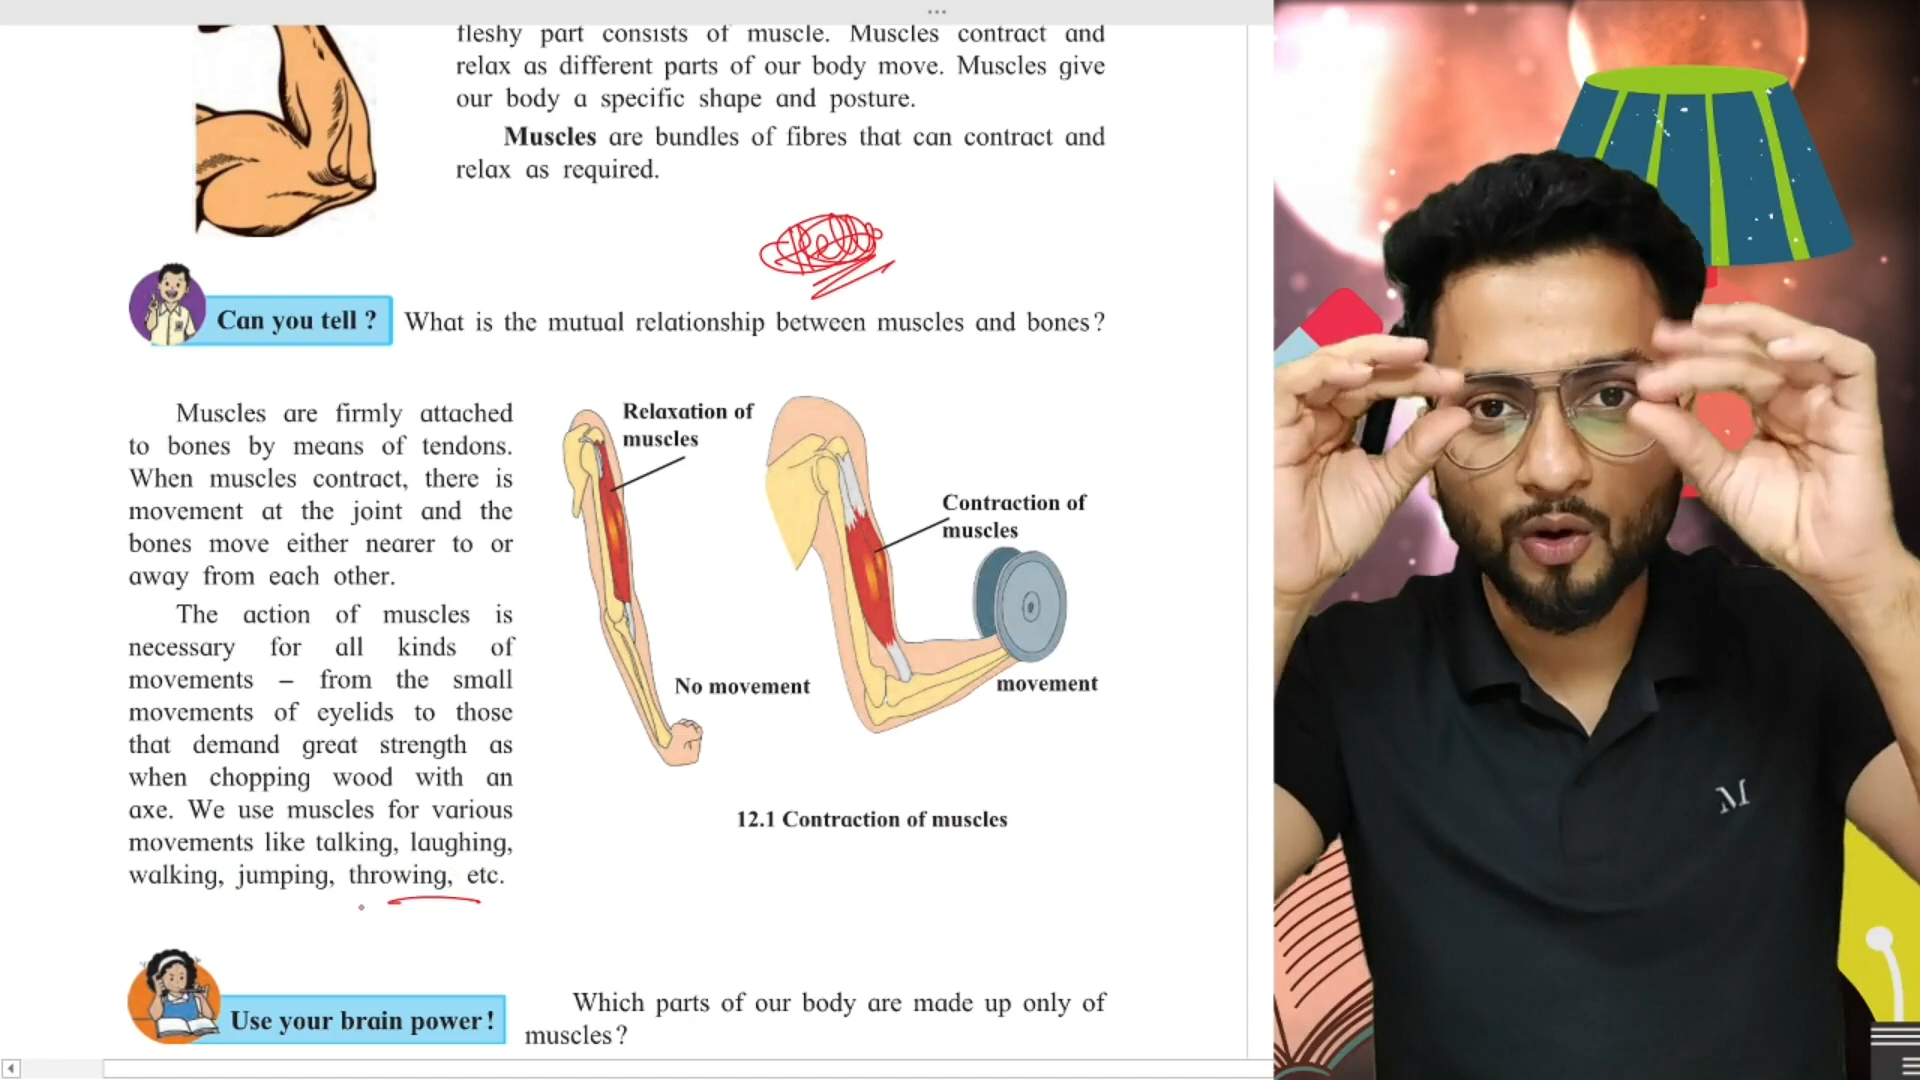 fleshy part consists of muscle. Muscles contract and
relax as different parts of our body move. Muscles give
our body a specific shape and posture.
Muscles are bundles of fibres that can contract and
relax as required.
Can you tell ?
What is the mutual relationship between muscles and bones?
Muscles are firmly attached
to bones by means of tendons.
When muscles contract, there is
movement at the joint and the
bones move either nearer to or
away from each other.
The action of muscles is
necessary for all kinds of
movements – from the small
movements of eyelids to those
that demand great strength as
when chopping wood with an
axe. We use muscles for various
movements like talking, laughing,
walking, jumping, throwing, etc.
Relaxation of
muscles
No movement
Contraction of
muscles
movement
12.1 Contraction of muscles
Use your brain power!
Which parts of our body are made up only of
muscles?
M